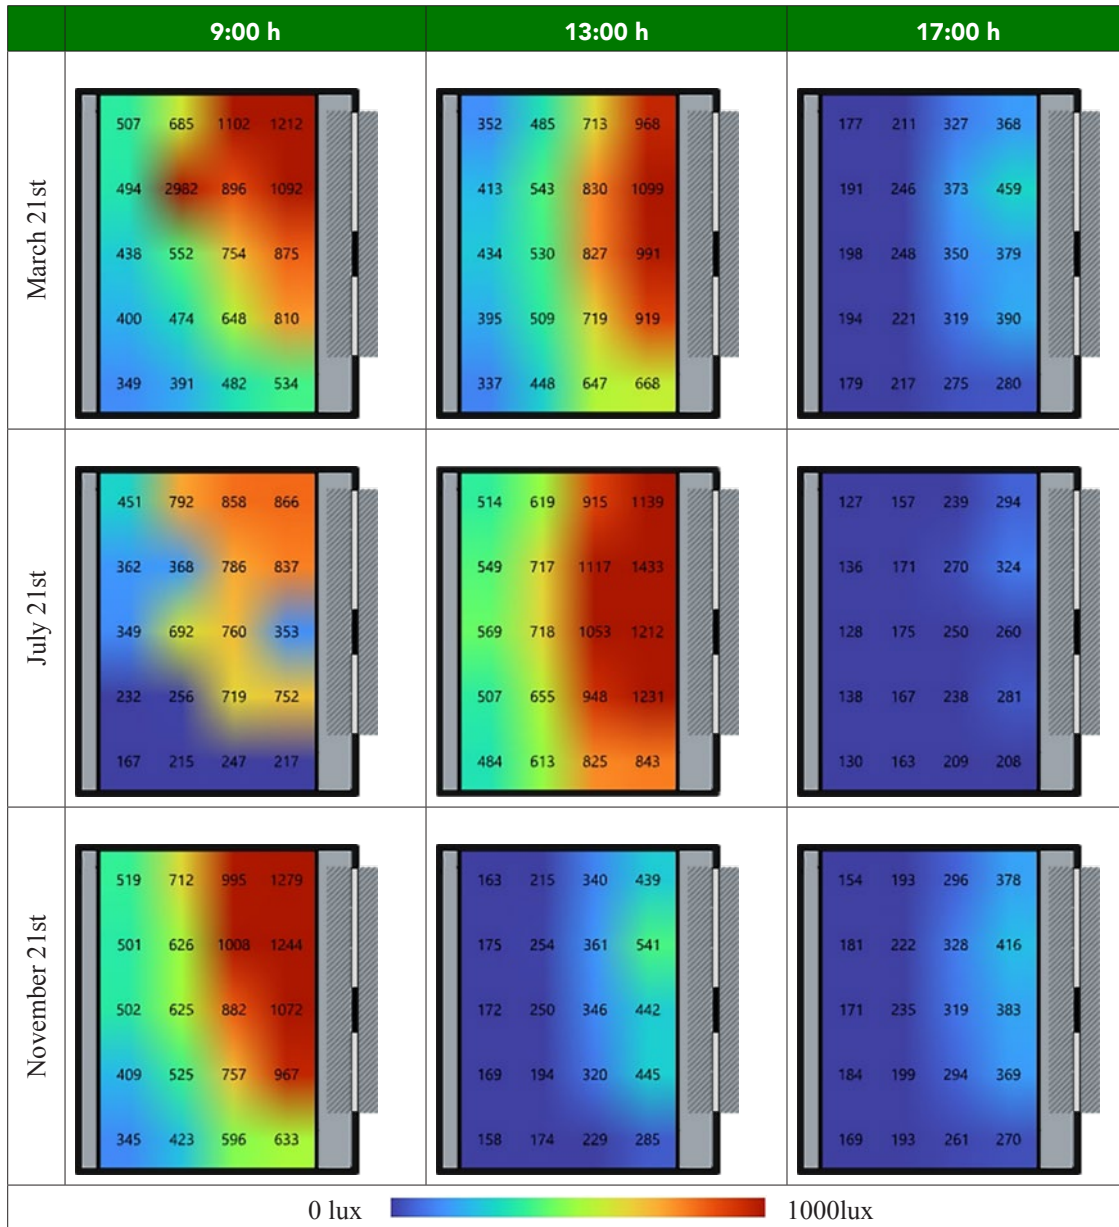 9:00 h 13:00 h 17:00 h
March 21st
507 685 1102 1212
494 2982 896 1092
438 552 754 875
400 474 648 810
349 391 482 534
352 485 713 968
413 543 830 1099
434 530 827 991
395 509 719 919
337 448 647 668
177 211 327 368
191 246 373 459
198 248 350 379
194 221 319 390
179 217 275 280
July 21st
451 792 858 866
362 368 786 837
349 692 760 353
232 256 719 752
167 215 247 217
514 619 915 1139
549 717 1117 1433
569 718 1053 1212
507 655 948 1231
484 613 825 843
127 157 239 294
136 171 270 324
128 175 250 260
138 167 238 281
130 163 209 208
November 21st
519 712 995 1279
501 626 1008 1244
502 625 882 1072
409 525 757 967
345 423 596 633
163 215 340 439
175 254 361 541
172 250 346 442
169 194 320 445
158 174 229 285
154 193 296 378
181 222 328 416
171 235 319 383
184 199 294 369
169 193 261 270
0 lux 1000lux